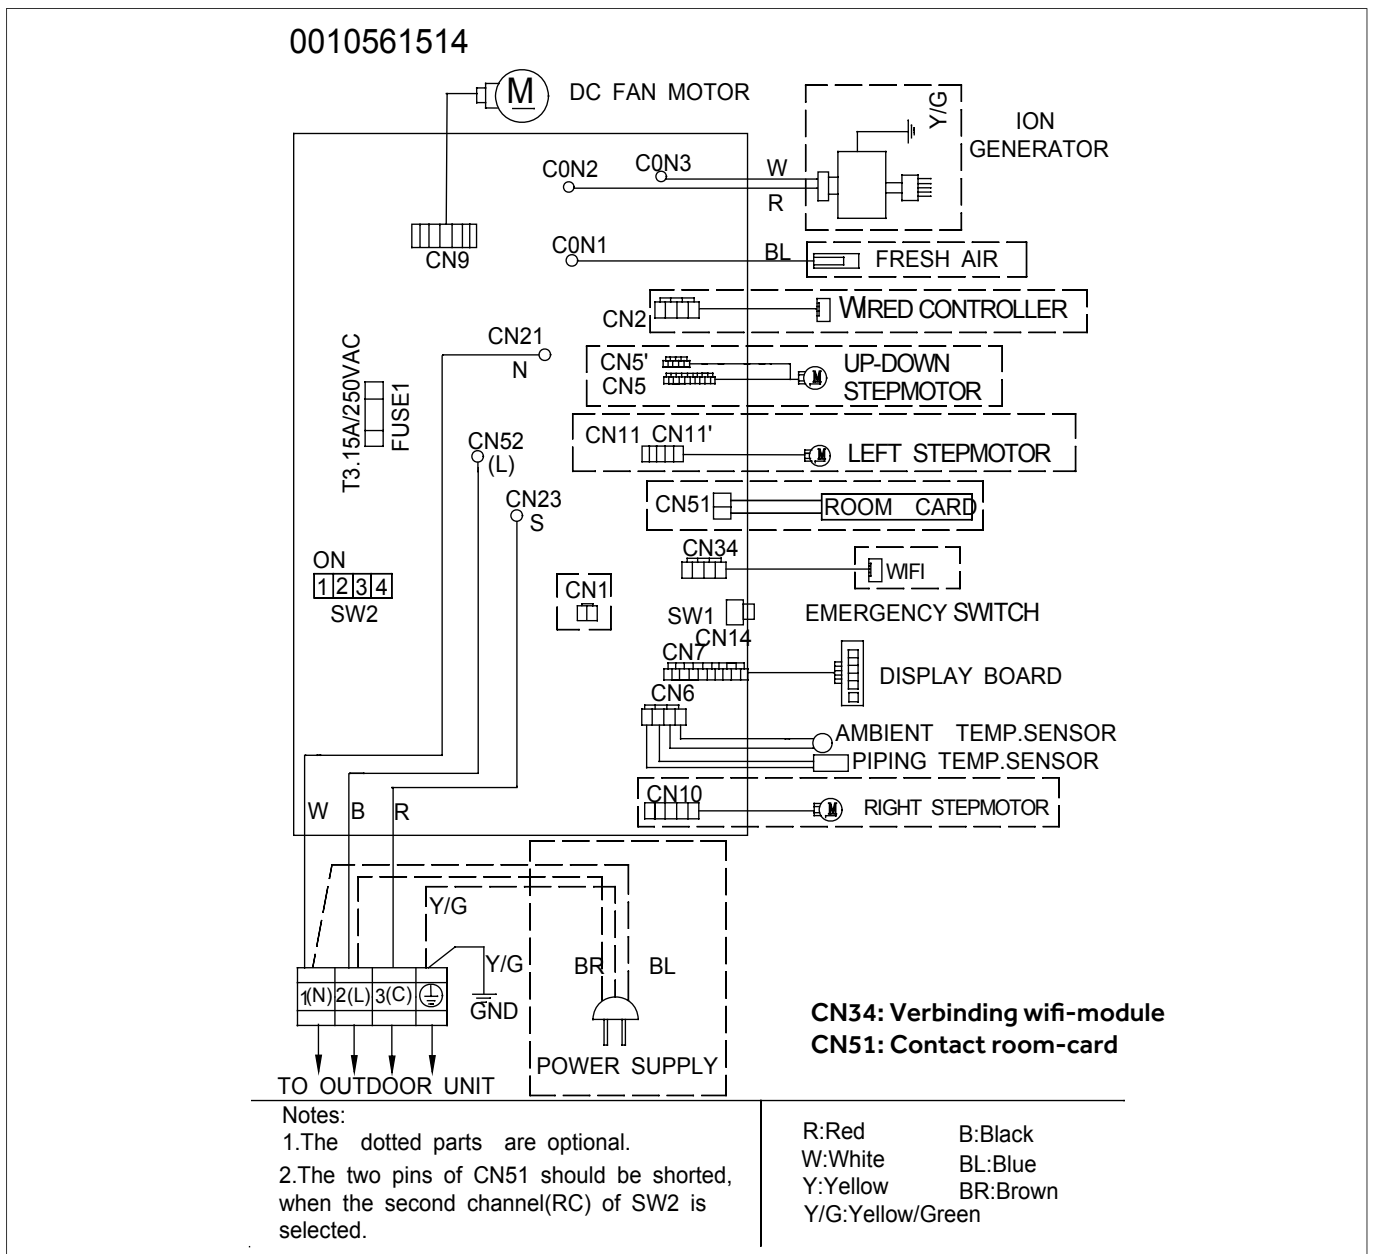 0010561514
M
DC FAN MOTOR
Y/G
ION
GENERATOR
C0N2
C0N3
W
R
CN9
C0N1
BL
FRESH AIR
CN2
WIRED CONTROLLER
CN21
N
CN5'
CN5
M
UP-DOWN
STEPMOTOR
T3.15A/250VAC
FUSE1
CN52
(L)
CN11 CN11'
M
LEFT STEPMOTOR
CN23
S
CN51
ROOM CARD
CN34
WIFI
ON
1 2 3 4
SW2
CN1
SW1
EMERGENCY SWITCH
CN14
CN7
DISPLAY BOARD
CN6
AMBIENT TEMP.SENSOR
PIPING TEMP.SENSOR
CN10
M
RIGHT STEPMOTOR
W B R
Y/G
Y/G
BR
BL
1(N) 2(L) 3(C)
GND
POWER SUPPLY
TO OUTDOOR UNIT
CN34: Verbinding wifi-module
CN51: Contact room-card
Notes:
1.The dotted parts are optional.
2.The two pins of CN51 should be shorted,
when the second channel(RC) of SW2 is
selected.
R:Red B:Black
W:White BL:Blue
Y:Yellow BR:Brown
Y/G:Yellow/Green